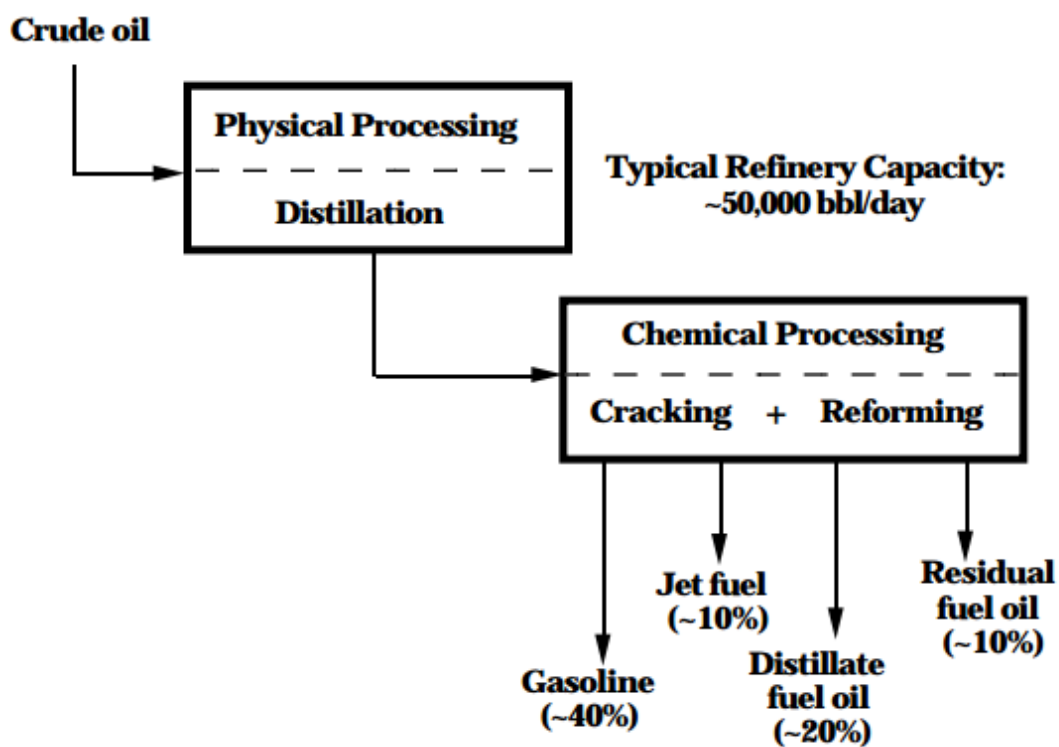 Crude oil
Physical Processing
Distillation
Typical Refinery Capacity:
~50,000 bbl/day
Chemical Processing
Cracking + Reforming
Gasoline
(~40%)
Jet fuel
(~10%)
Distillate
fuel oil
(~20%)
Residual
fuel oil
(~10%)